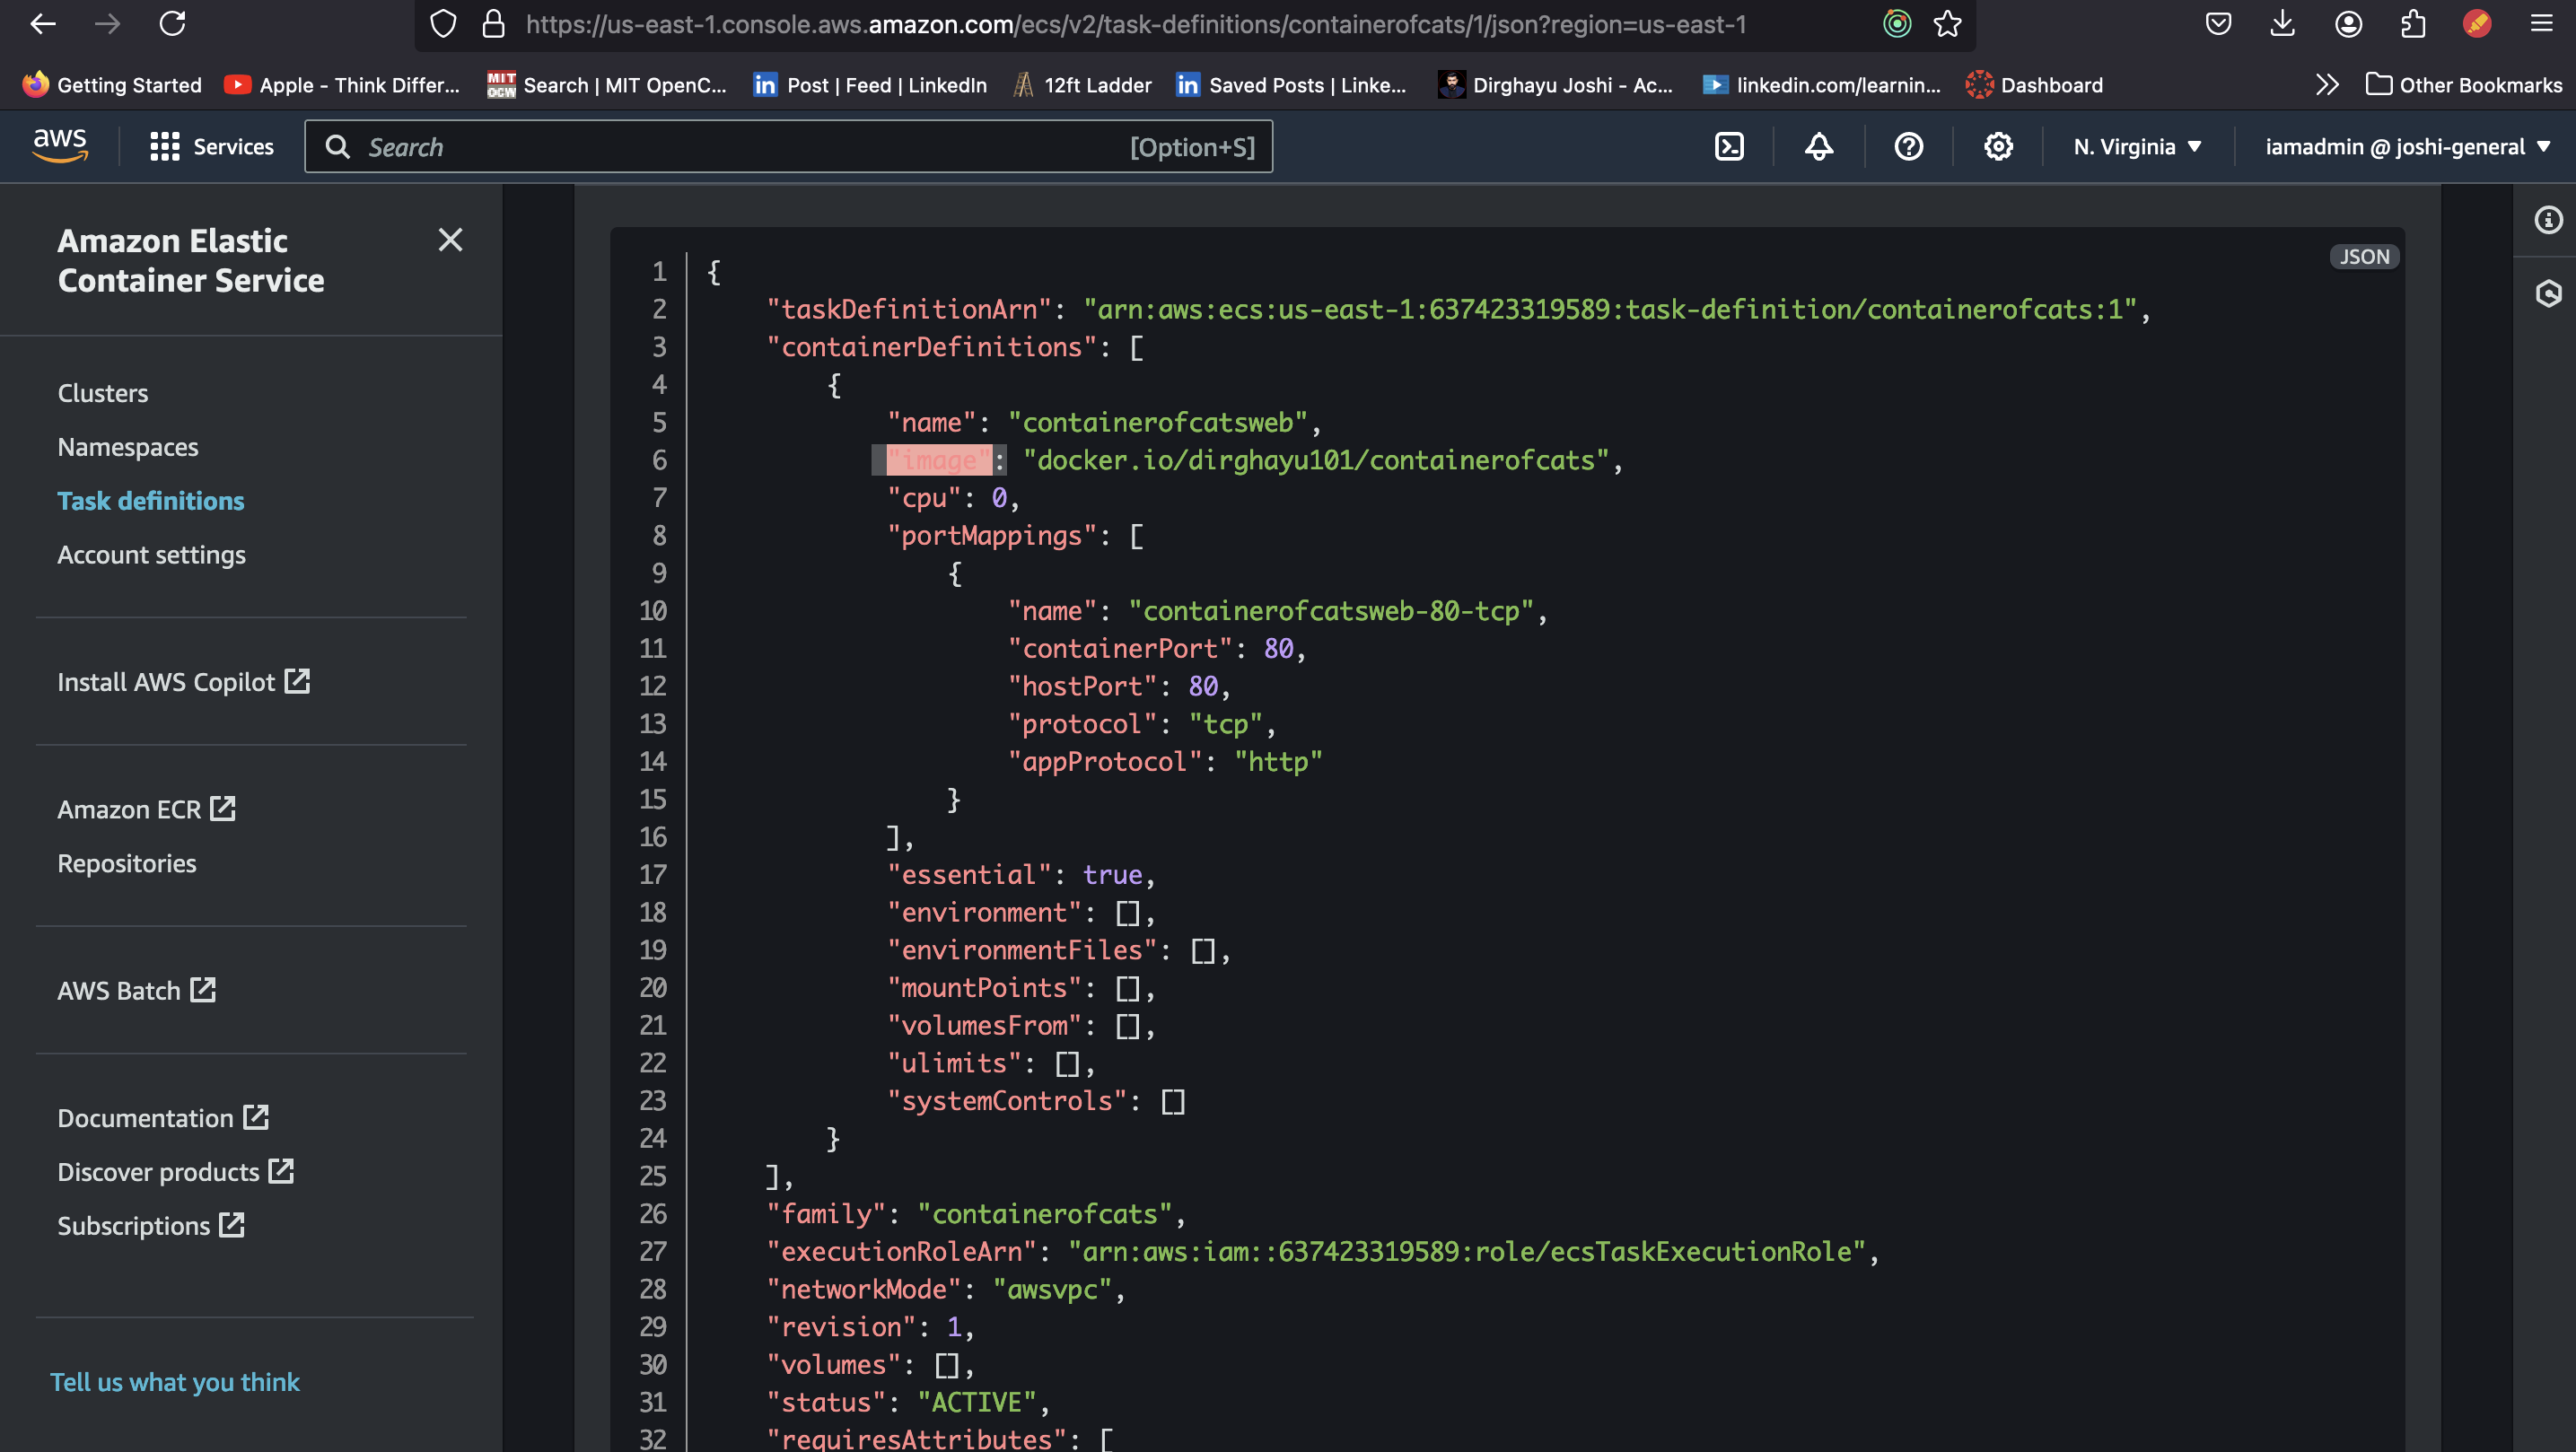 https://us-east-1.console.aws.amazon.com/ecs/v2/task-definitions/containerofcats/1/json?region=us-east-1
Getting Started
Apple - Think Differ...
MIT OCW
Search | MIT OpenC...
in
Post | Feed | LinkedIn
12ft Ladder
in
Saved Posts | Linke...
Dirghayu Joshi - Ac...
linkedin.com/learnin...
Dashboard
Other Bookmarks
aws
Services
Search
[Option+S]
N. Virginia
iamadmin @ joshi-general
Amazon Elastic
Container Service
Clusters
Namespaces
Task definitions
Account settings
Install AWS Copilot
Amazon ECR
Repositories
AWS Batch
Documentation
Discover products
Subscriptions
Tell us what you think
JSON
1 {
2 "taskDefinitionArn": "arn:aws:ecs:us-east-1:637423319589:task-definition/containerofcats:1",
3 "containerDefinitions": [
4 {
5 "name": "containerofcatsweb",
6 "image": "docker.io/dirghayu101/containerofcats",
7 "cpu": 0,
8 "portMappings": [
9 {
10 "name": "containerofcatsweb-80-tcp",
11 "containerPort": 80,
12 "hostPort": 80,
13 "protocol": "tcp",
14 "appProtocol": "http"
15 }
16 ],
17 "essential": true,
18 "environment": [],
19 "environmentFiles": [],
20 "mountPoints": [],
21 "volumesFrom": [],
22 "ulimits": [],
23 "systemControls": []
24 }
25 ],
26 "family": "containerofcats",
27 "executionRoleArn": "arn:aws:iam::637423319589:role/ecsTaskExecutionRole",
28 "networkMode": "awsvpc",
29 "revision": 1,
30 "volumes": [],
31 "status": "ACTIVE",
32 "requiresAttributes": [